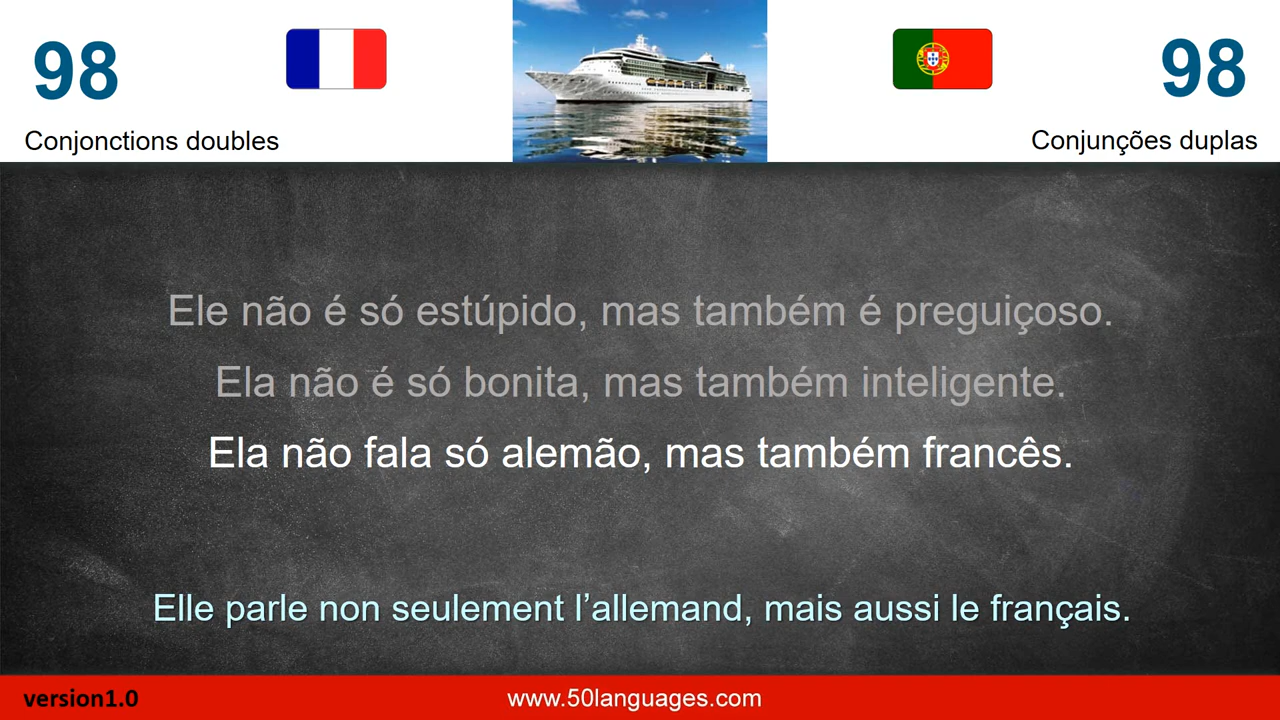 98
98
Conjonctions doubles
Conjunções duplas
Ele não é só estúpido, mas também é preguiçoso.
Ela não é só bonita, mas também inteligente.
Ela não fala só alemão, mas também francês.
Elle parle non seulement l’allemand, mais aussi le français.
version1.0
www.50languages.com